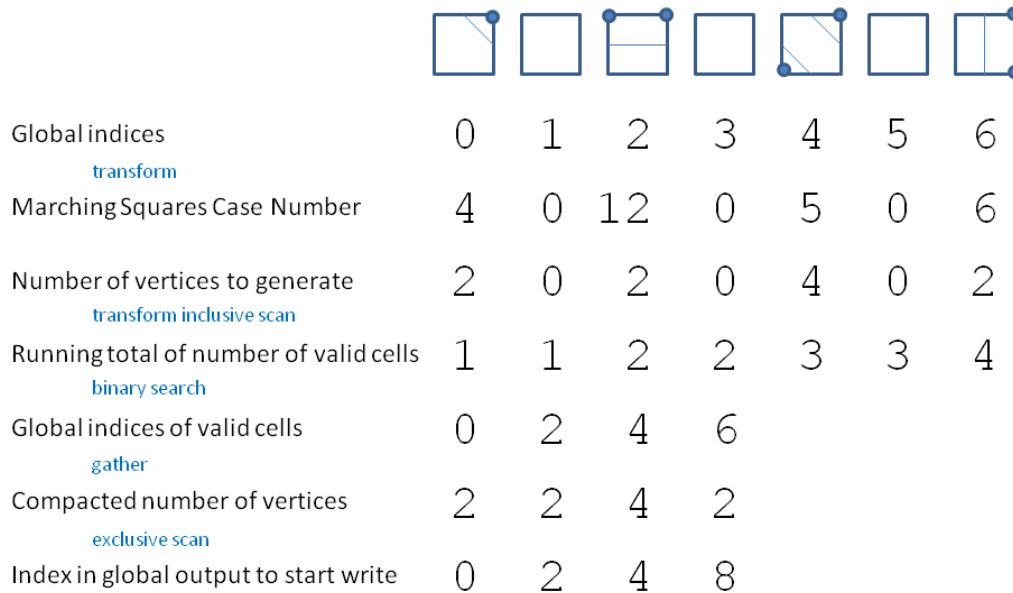 Global indices 0 1 2 3 4 5 6
transform
Marching Squares Case Number 4 0 12 0 5 0 6
Number of vertices to generate 2 0 2 0 4 0 2
transform inclusive scan
Running total of number of valid cells 1 1 2 2 3 3 4
binary search
Global indices of valid cells 0 2 4 6
gather
Compacted number of vertices 2 2 4 2
exclusive scan
Index in global output to start write 0 2 4 8